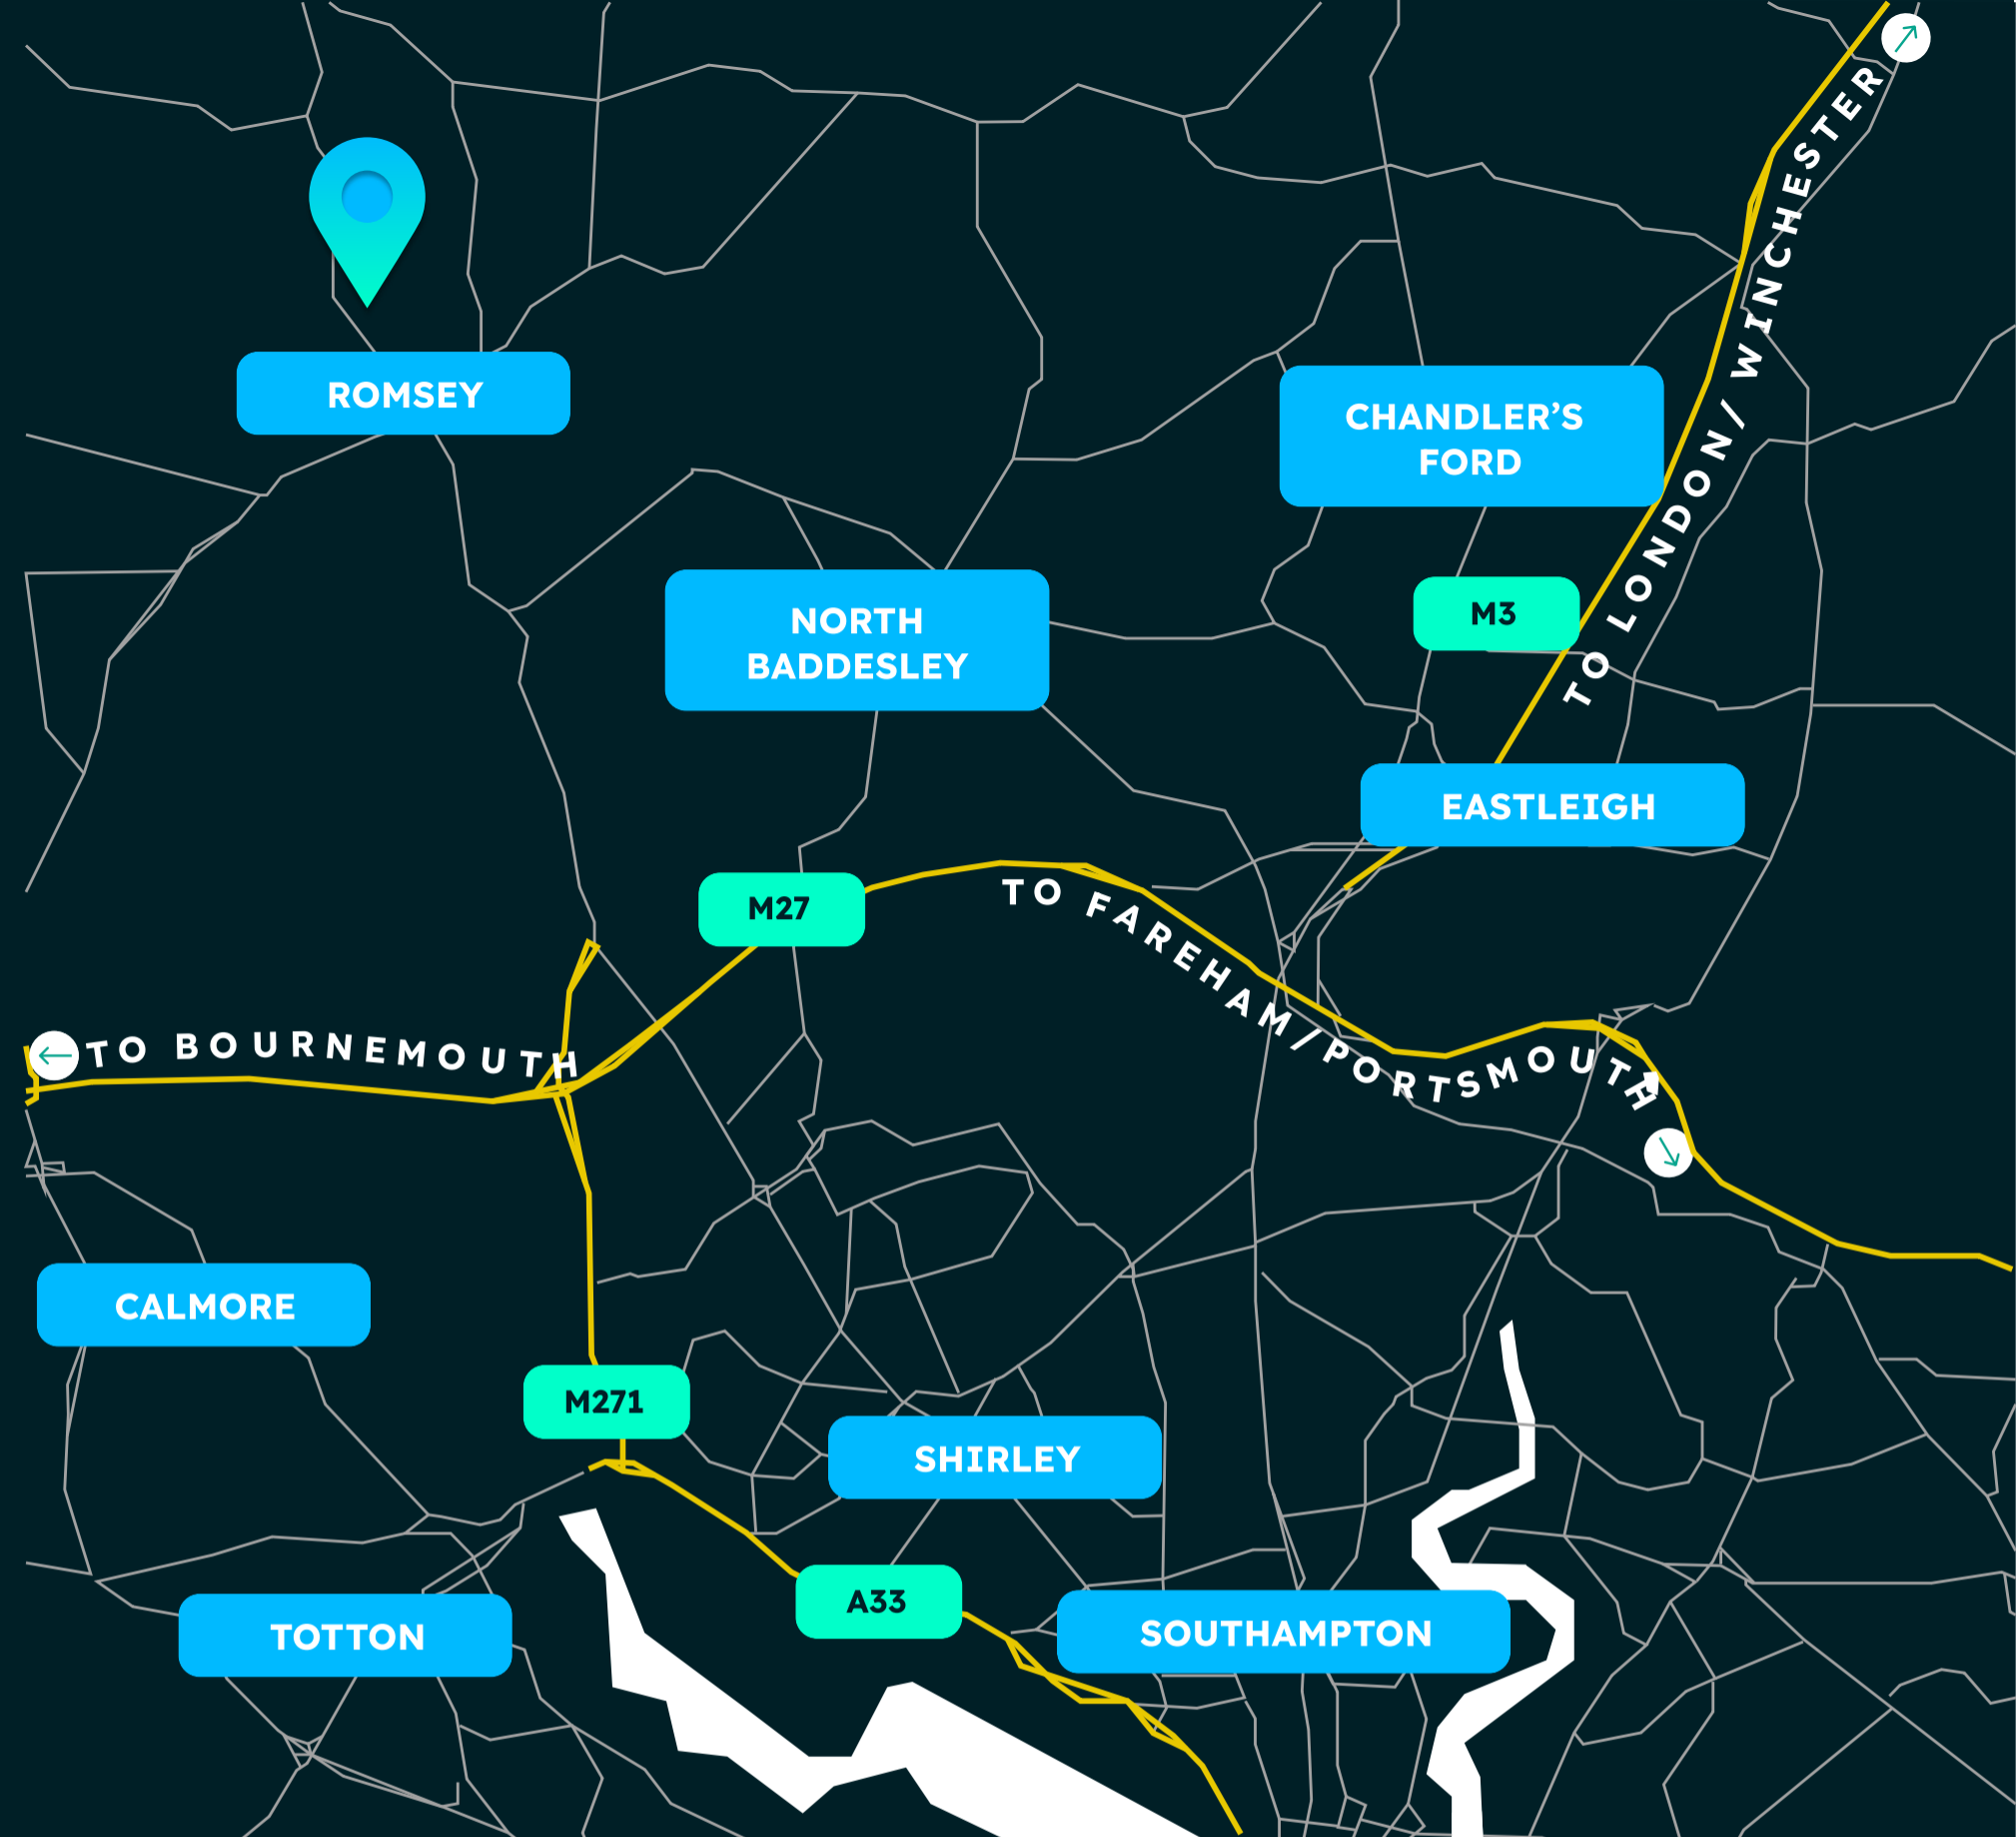 TO LONDON/ WINCHESTER
ROMSEY
CHANDLER'S
FORD
M3
NORTH
BADDESLEY
EASTLEIGH
M27
TO FAREHAM/PORTSMOUTH
TO BOURNEMOUTH
CALMORE
M271
SHIRLEY
A33
TOTTON
SOUTHAMPTON